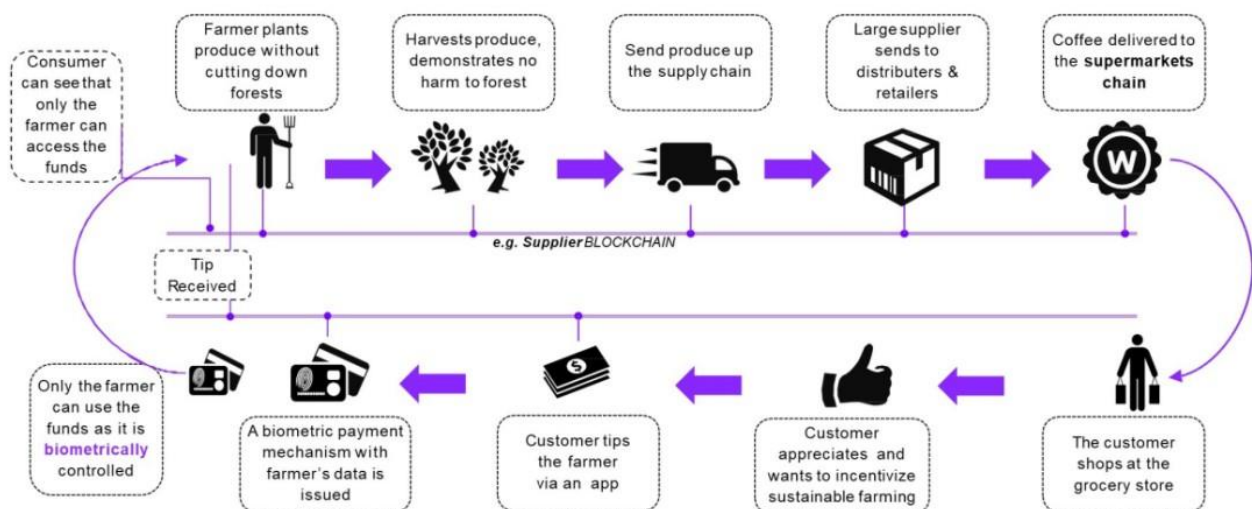 Consumer
can see that
only the
farmer can
access the
funds
Farmer plants
produce without
cutting down
forests
Harvests produce,
demonstrates no
harm to forest
Send produce up
the supply chain
Large supplier
sends to
distributers &
retailers
Coffee delivered to
the supermarkets
chain
W
e.g. Supplier BLOCKCHAIN
Tip
Received
Only the farmer
can use the
funds as it is
biometrically
controlled
A biometric payment
mechanism with
farmer's data is
issued
$
Customer tips
the farmer
via an app
Customer
appreciates and
wants to incentivize
sustainable farming
The customer
shops at the
grocery store